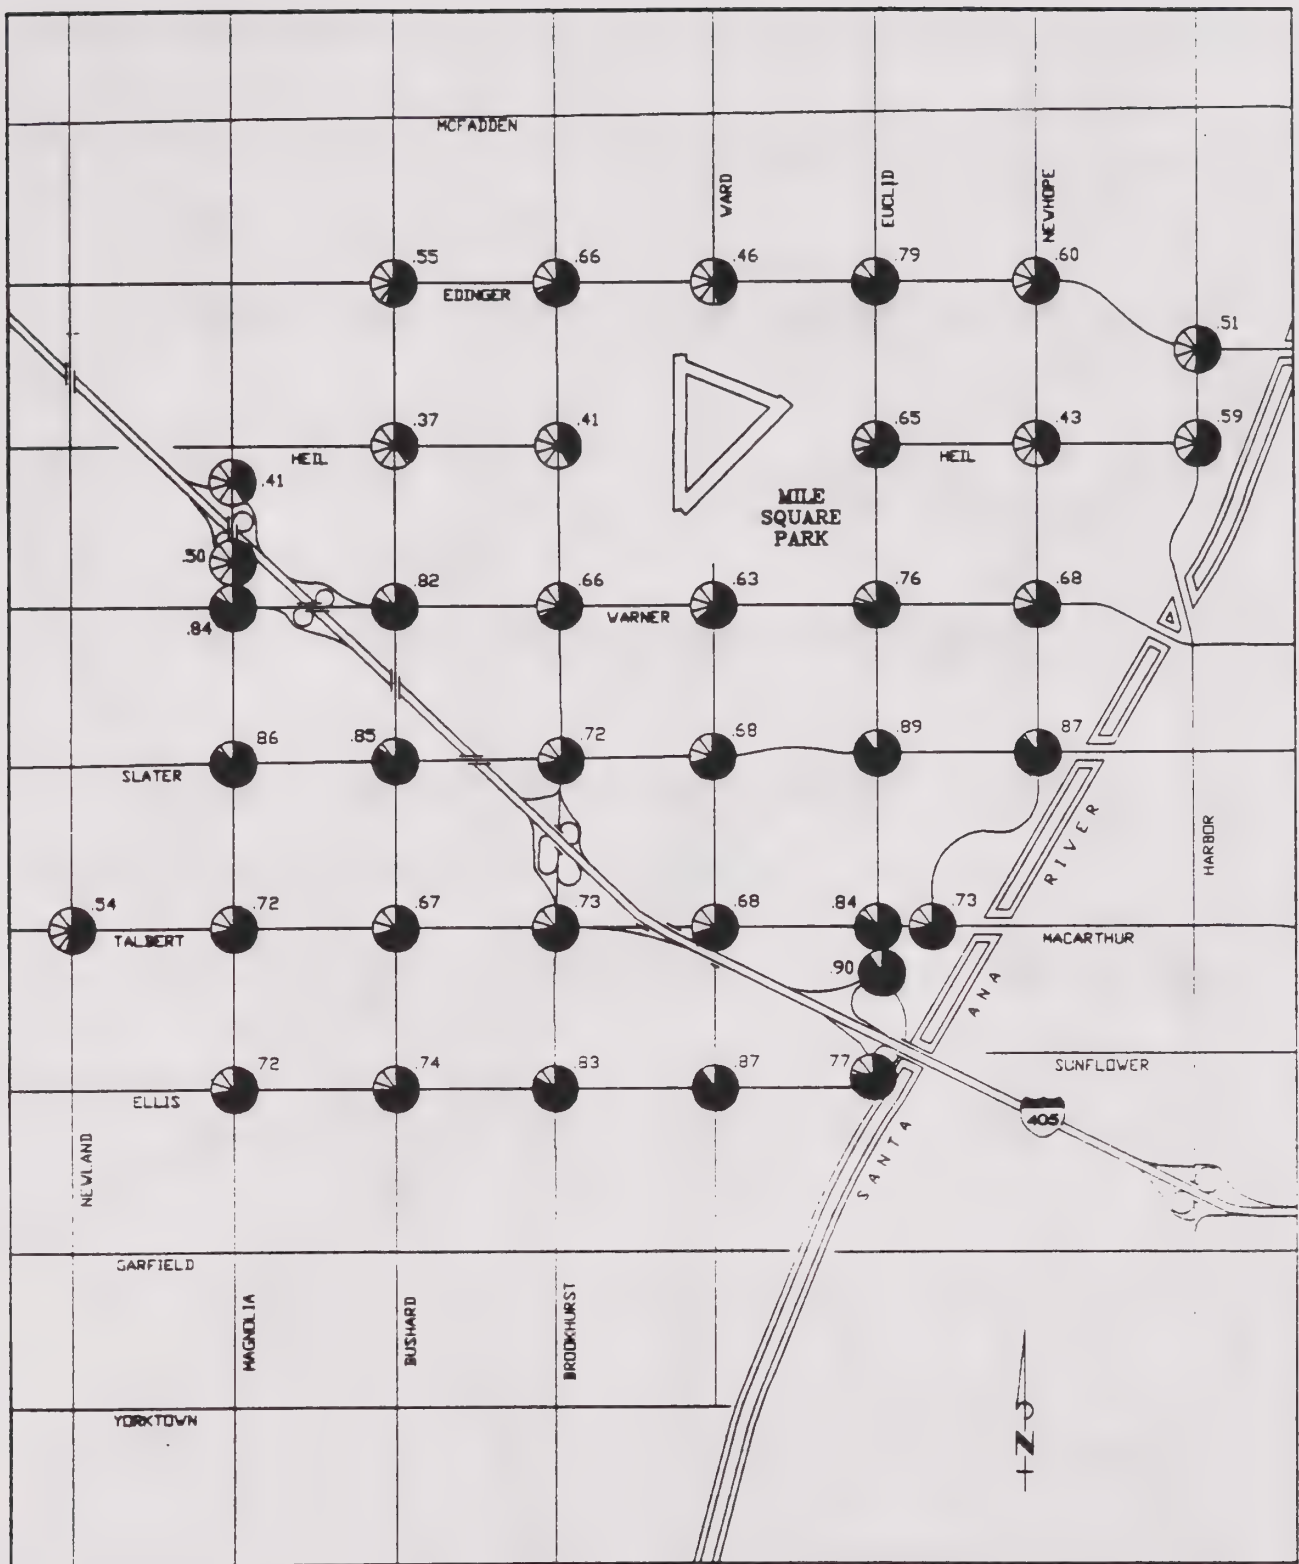 MCFADDEN
WARD
EUCLID
NEWHOPE
.55
.66
.46
.79
.60
EDINGER
.51
.37
.41
.65
.43
.59
HEIL
HEIL
.41
MILE
SQUARE
PARK
.50
.82
.66
.63
.76
.68
.84
WARNER
86
.85
.72
.68
.89
.87
SLATER
RIVER
HARBOR
.54
.72
.67
.73
.68
.84
.73
TALBERT
MACARTHUR
.90
ANA
.72
.74
.83
.87
77
SUNFLOWER
ELLIS
405
NEWLAND
SANTA
GARFIELD
MAGNOLIA
BUSHARD
BROOKHURST
YORKTOWN
N